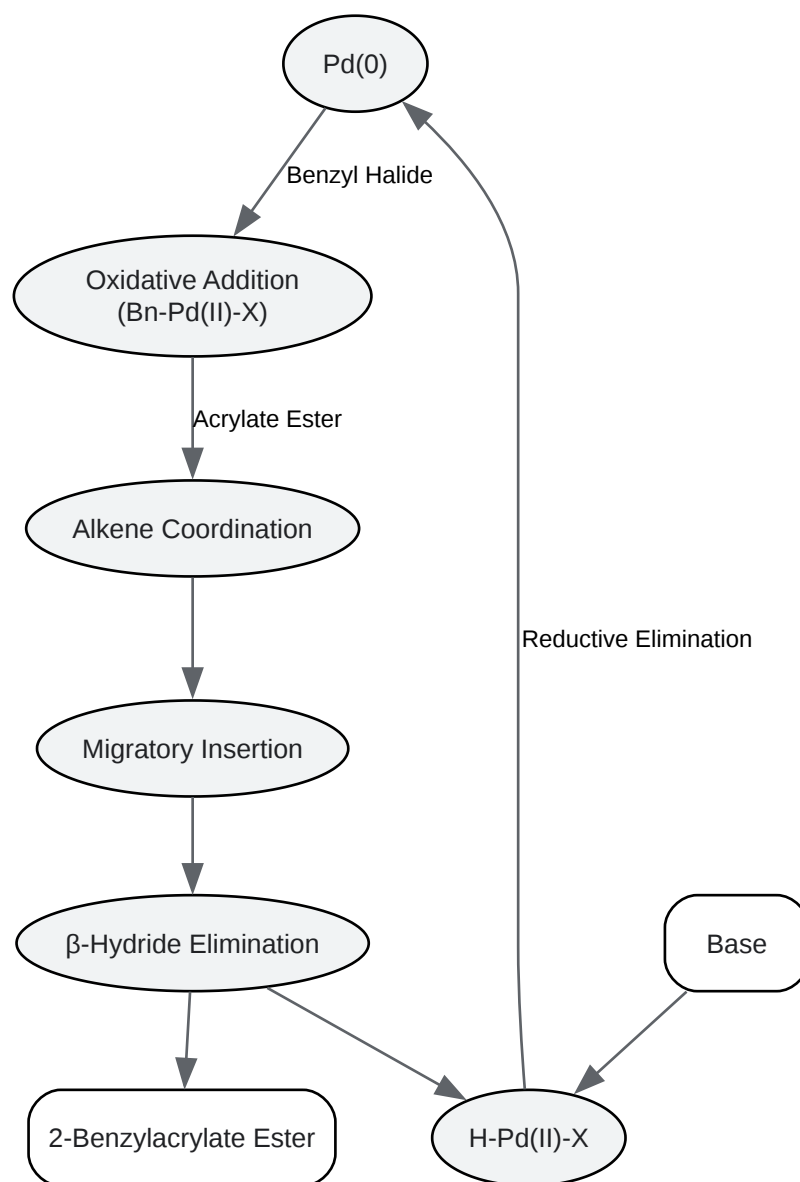 Pd(0)
Benzyl Halide
Oxidative Addition
(Bn-Pd(II)-X)
Acrylate Ester
Alkene Coordination
Reductive Elimination
Migratory Insertion
β-Hydride Elimination
Base
2-Benzylacrylate Ester
H-Pd(II)-X